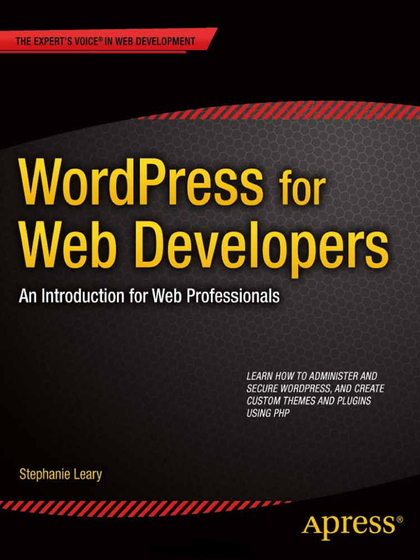 THE EXPERT'S VOICE® IN WEB DEVELOPMENT
WordPress for
Web Developers
An Introduction for Web Professionals
LEARN HOW TO ADMINISTER AND
SECURE WORDPRESS, AND CREATE
CUSTOM THEMES AND PLUGINS
USING PHP
Stephanie Leary
Apress®